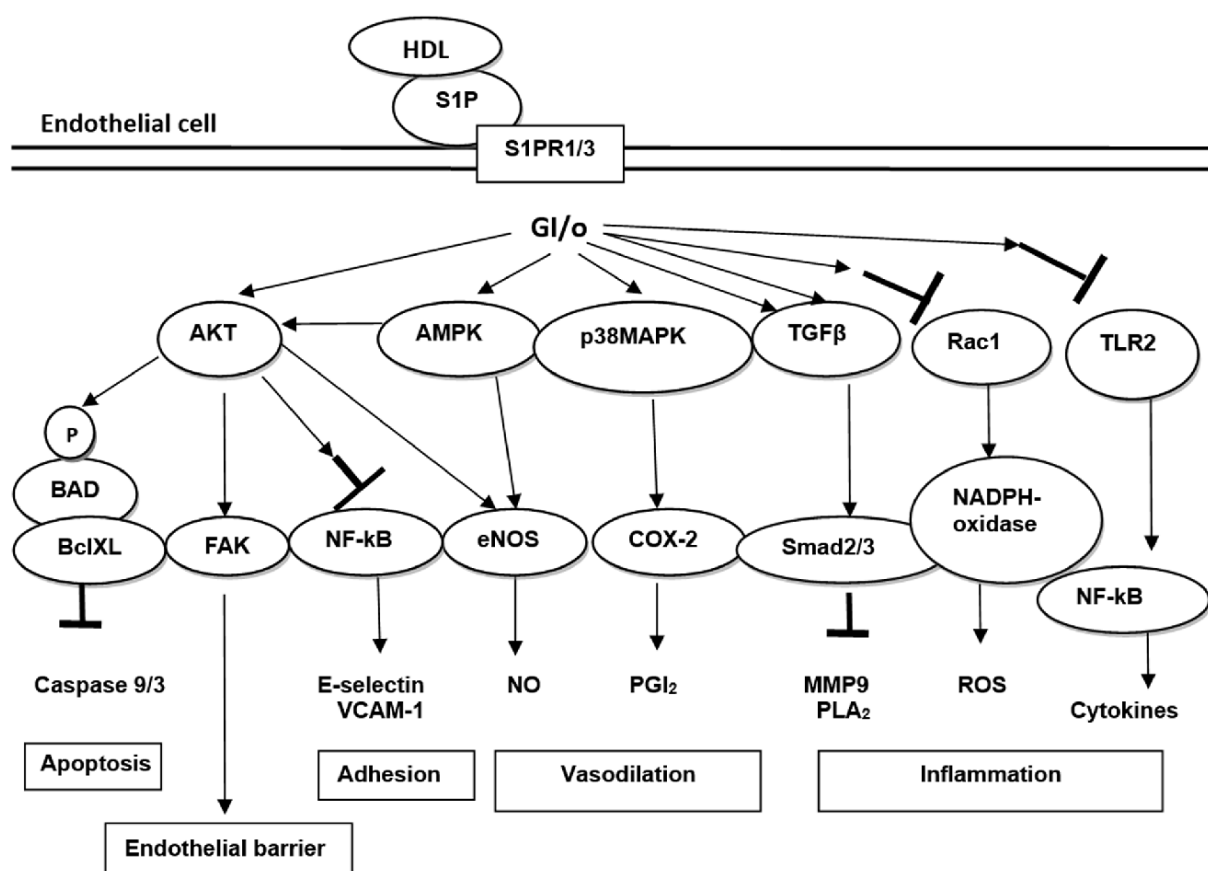 HDL
S1P
Endothelial cell
S1PR1/3
GI/o
AKT
AMPK
p38MAPK
TGFβ
Rac1
TLR2
P
BAD
BclXL
FAK
NF-kB
eNOS
COX-2
Smad2/3
NADPH-
oxidase
NF-kB
Caspase 9/3
E-selectin
VCAM-1
NO
PGI₂
MMP9
PLA₂
ROS
Cytokines
Apoptosis
Adhesion
Vasodilation
Inflammation
Endothelial barrier